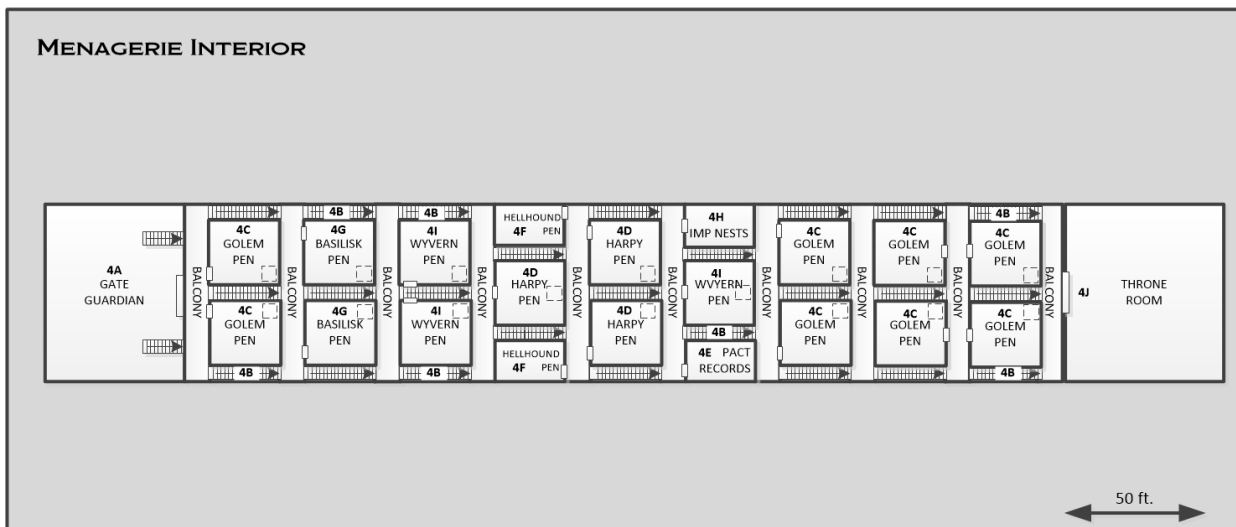 MENAGERIE INTERIOR
4A
GATE
GUARDIAN
BALCONY
4C
GOLEM
PEN
4C
GOLEM
PEN
4B
BALCONY
4B
4G
BASILISK
PEN
4G
BASILISK
PEN
BALCONY
4B
4I
WYVERN
PEN
4I
WYVERN
PEN
4B
BALCONY
HELLHOUND
4F PEN
4D
HARPY
PEN
HELLHOUND
4F PEN
BALCONY
4D
HARPY
PEN
4D
HARPY
PEN
BALCONY
4H
IMP NESTS
4I
WVYERN
PEN
4B
4E PACT
RECORDS
BALCONY
4C
GOLEM
PEN
4C
GOLEM
PEN
BALCONY
4C
GOLEM
PEN
4C
GOLEM
PEN
BALCONY
4B
4C
GOLEM
PEN
4C
GOLEM
PEN
4B
BALCONY
4J
THRONE
ROOM
50 ft.